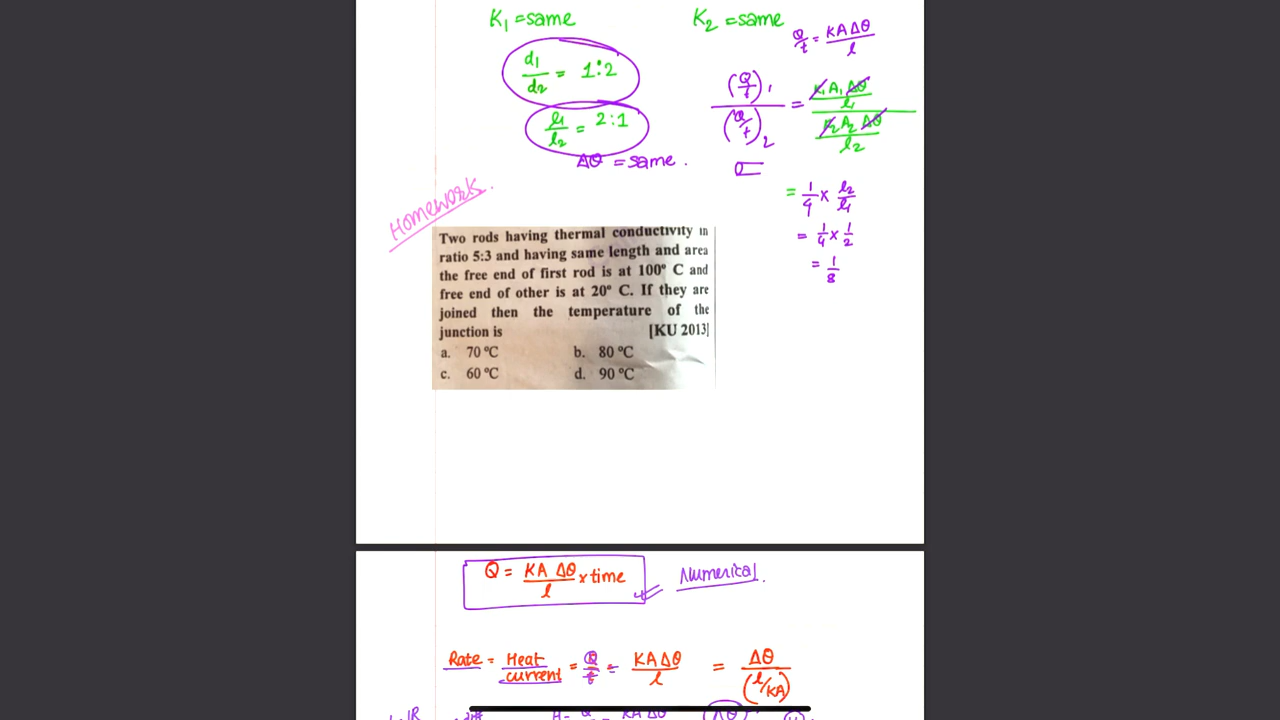 K₁ = same
K₂ = same
Q/t = KAΔθ/l
d₁/d₂ = 1:2
(Q/t)₁/(Q/t)₂ = (K₁A₁Δθ/l₁)/(K₂A₂Δθ/l₂)
l₁/l₂ = 2:1
Δθ = same.
= 1/4 × l₂/l₁
= 1/4 × 1/2
= 1/8
Homework.
Two rods having thermal conductivity in
ratio 5:3 and having same length and area
the free end of first rod is at 100° C and
free end of other is at 20° C. If they are
joined then the temperature of the
junction is [KU 2013]
a. 70 °C b. 80 °C
c. 60 °C d. 90 °C
Q = KA Δθ/l × time
Numerical.
Rate = Heat current = Q/t = KAΔθ/l = Δθ/(l/KA)